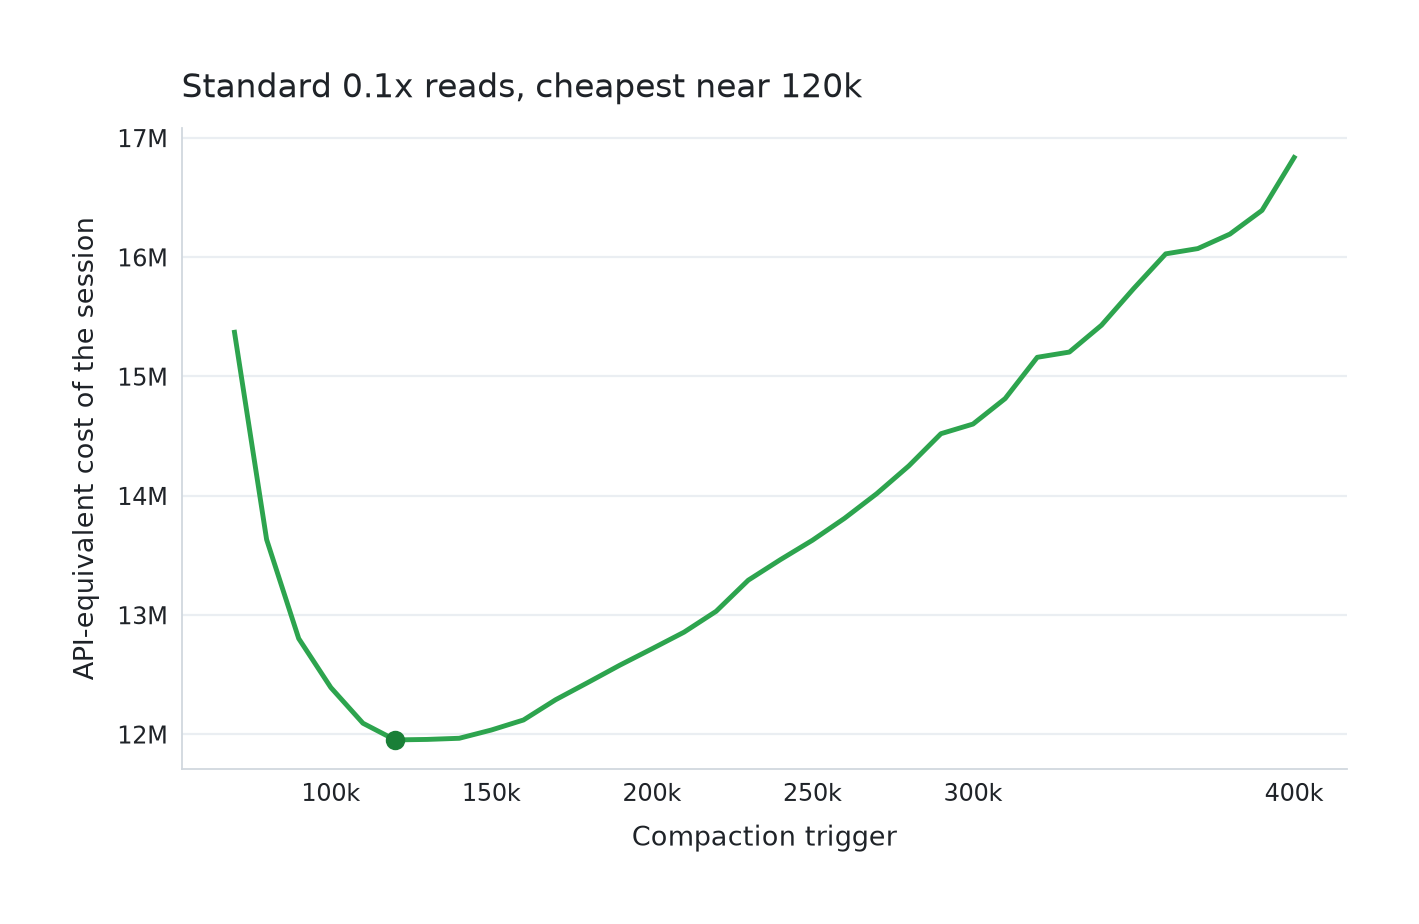 Standard 0.1x reads, cheapest near 120k
17M
16M
15M
14M
13M
12M
API-equivalent cost of the session
100k
150k
200k
250k
300k
400k
Compaction trigger